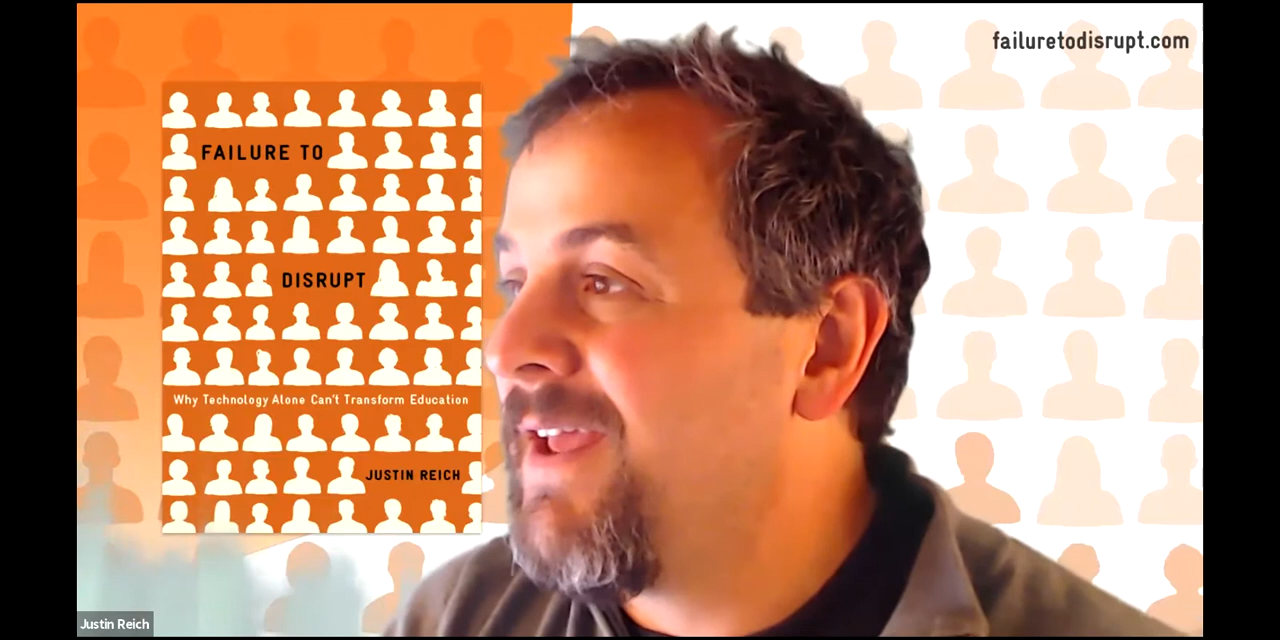 failuretodisrupt.com
FAILURE TO
DISRUPT
Why Technology Alone Can't Transform Education
JUSTIN REICH
Justin Reich